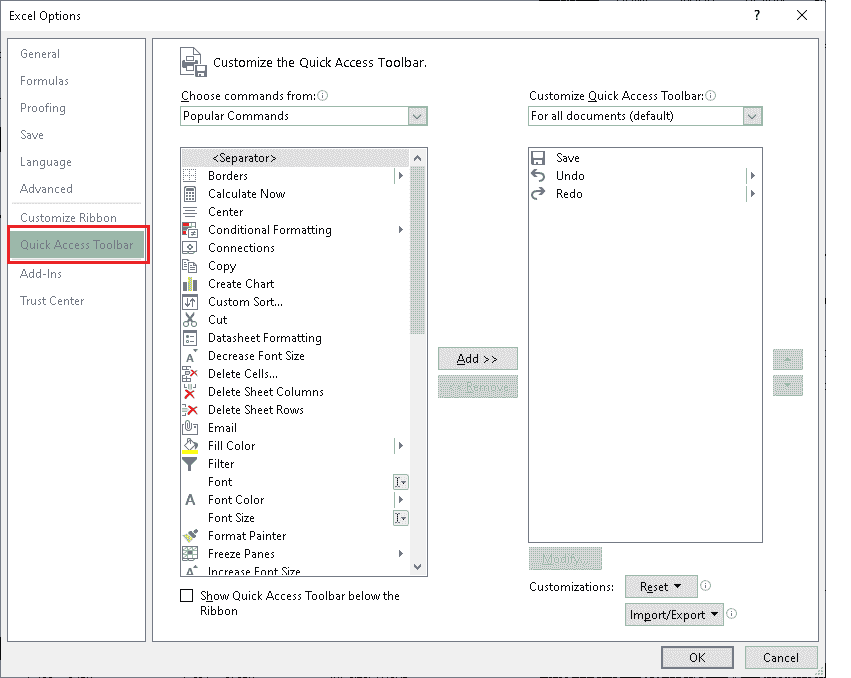 Excel Options
?
General
Formulas
Proofing
Save
Language
Advanced
Customize Ribbon
Quick Access Toolbar
Add-Ins
Trust Center
Customize the Quick Access Toolbar.
Choose commands from:
Popular Commands
<Separator>
Borders
Calculate Now
Center
Conditional Formatting
Connections
Copy
Create Chart
Custom Sort...
Cut
Datasheet Formatting
Decrease Font Size
Delete Cells...
Delete Sheet Columns
Delete Sheet Rows
Email
Fill Color
Filter
Font
Font Color
Font Size
Format Painter
Freeze Panes
Increase Font Size
Show Quick Access Toolbar below the
Ribbon
Add >>
<< Remove
Customize Quick Access Toolbar:
For all documents (default)
Save
Undo
Redo
Modify...
Customizations:
Reset
Import/Export
OK
Cancel